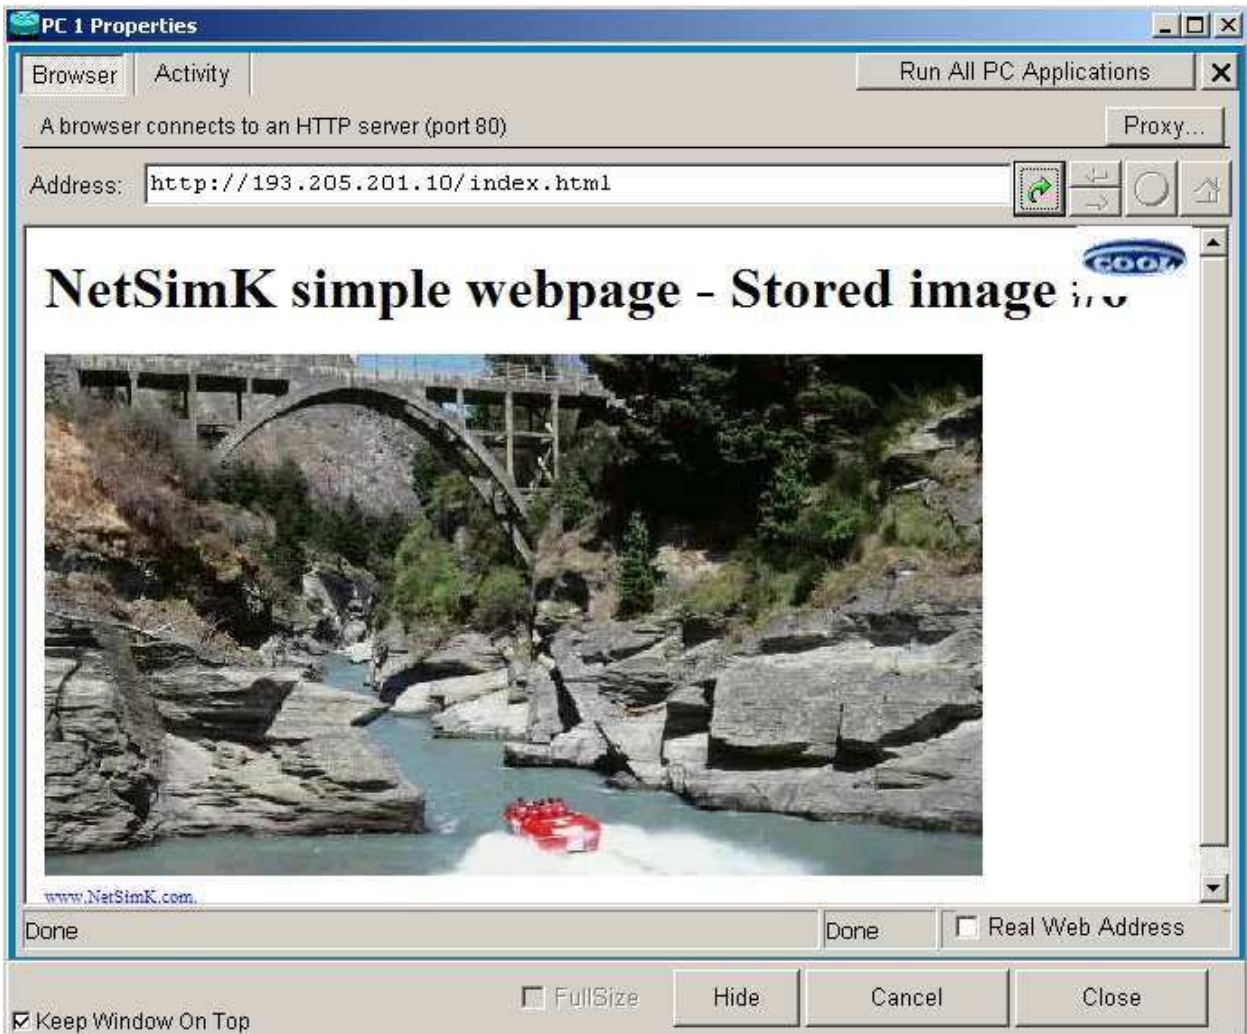 PC 1 Properties
Browser Activity Run All PC Applications
A browser connects to an HTTP server (port 80) Proxy...
Address: http://193.205.201.10/index.html
COOL
NetSimK simple webpage - Stored image
www.NetSimK.com.
Done Done Real Web Address
FullSize Hide Cancel Close
Keep Window On Top